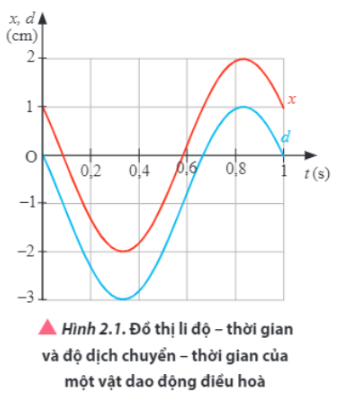 x, d
(cm)
2
x
1
d
O
0,2
0,4
0,6
0,8
1
t (s)
−1
−2
−3
Hình 2.1. Đồ thị li độ – thời gian
và độ dịch chuyển – thời gian của
một vật dao động điều hoà